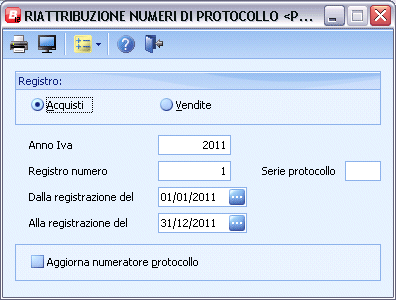 RIATTRIBUZIONE NUMERI DI PROTOCOLLO <P...
Registro:
Acquisti Vendite
Anno Iva 2011
Registro numero 1 Serie protocollo
Dalla registrazione del 01/01/2011
Alla registrazione del 31/12/2011
Aggiorna numeratore protocollo